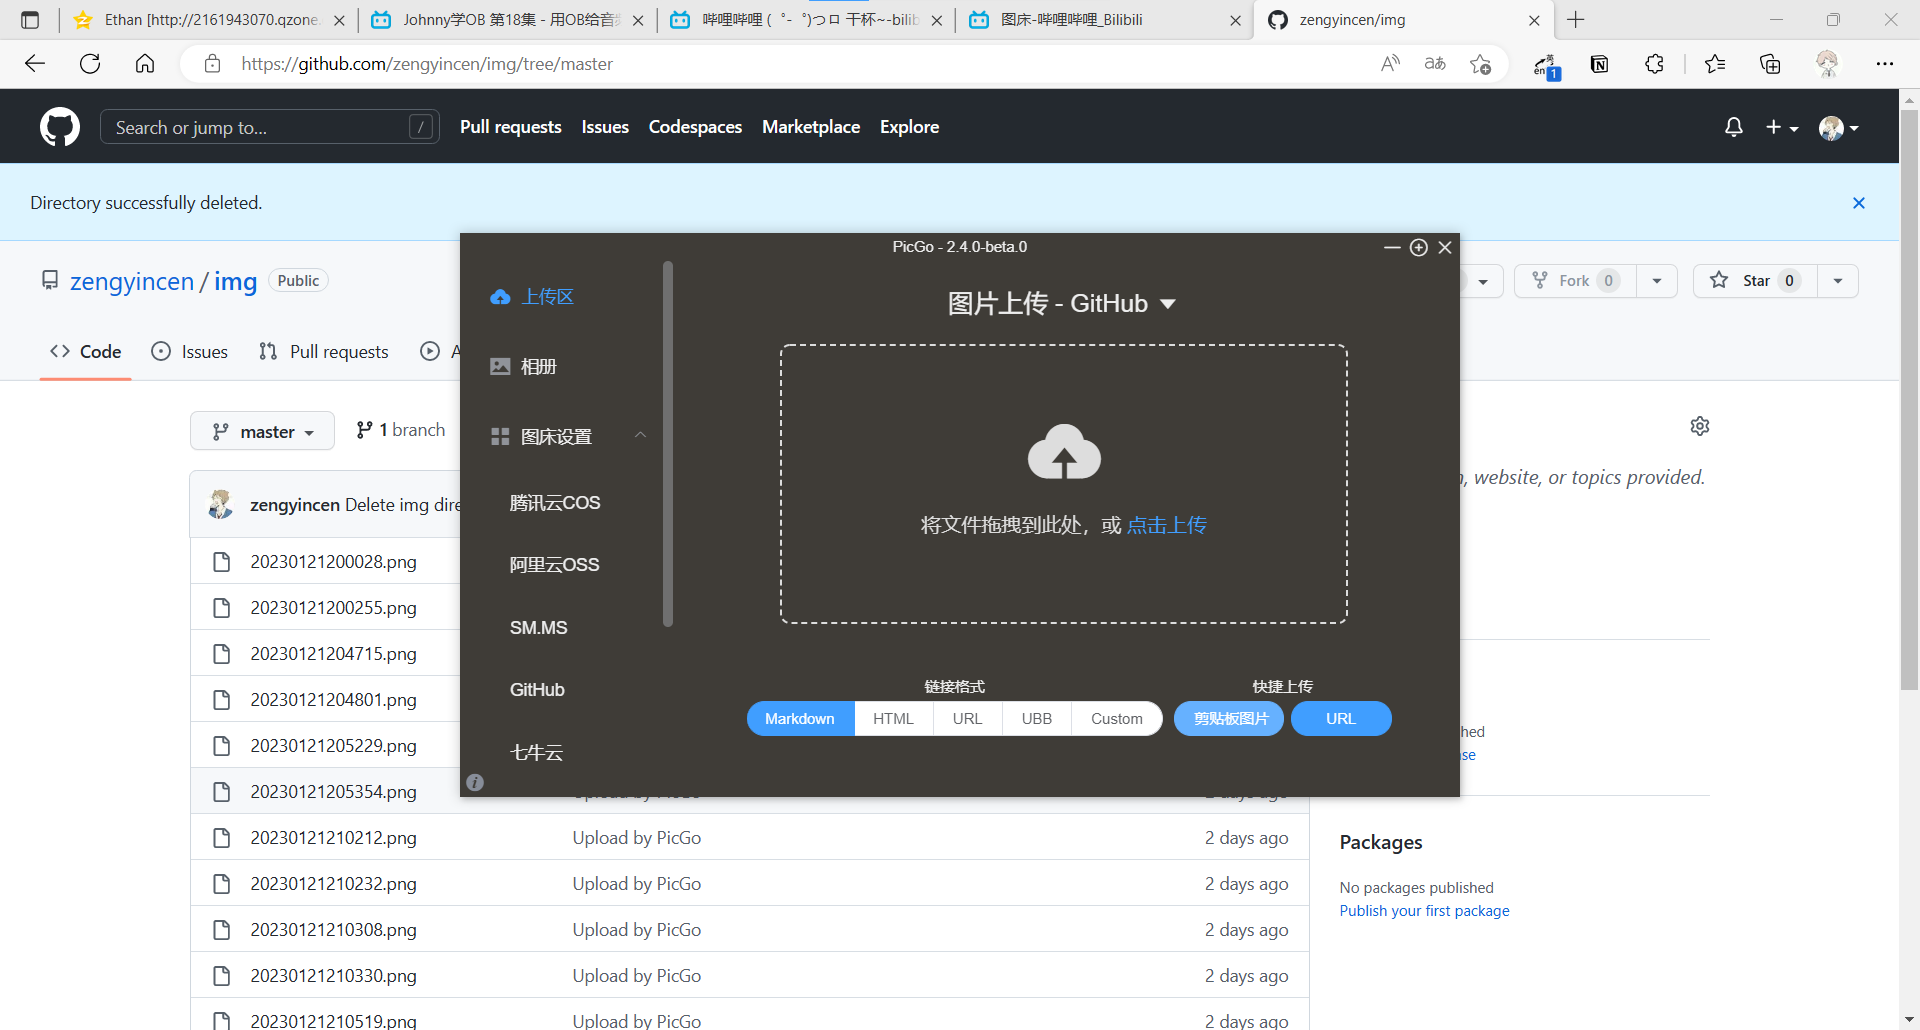 Ethan [http://2161943070.qzone.
Johnny学OB 第18集 - 用OB给音
哔哩哔哩 ( ゜- ゜)つロ 干杯~-bilib
图床-哔哩哔哩_Bilibili
zengyincen/img
https://github.com/zengyincen/img/tree/master
Search or jump to...
/
Pull requests
Issues
Codespaces
Marketplace
Explore
Directory successfully deleted.
zengyincen / img
Public
Fork 0
Star 0
Code
Issues
Pull requests
A
master
1 branch
zengyincen Delete img dire
, website, or topics provided.
20230121200028.png
20230121200255.png
20230121204715.png
20230121204801.png
20230121205229.png
20230121205354.png
Upload by PicGo
2 days ago
20230121210212.png
Upload by PicGo
2 days ago
20230121210232.png
Upload by PicGo
2 days ago
20230121210308.png
Upload by PicGo
2 days ago
20230121210330.png
Upload by PicGo
2 days ago
20230121210519.png
Upload by PicGo
2 days ago
hed
Packages
No packages published
Publish your first package
PicGo - 2.4.0-beta.0
上传区
相册
图床设置
腾讯云COS
阿里云OSS
SM.MS
GitHub
七牛云
图片上传 - GitHub
将文件拖拽到此处，或 点击上传
链接格式
Markdown
HTML
URL
UBB
Custom
快捷上传
剪贴板图片
URL